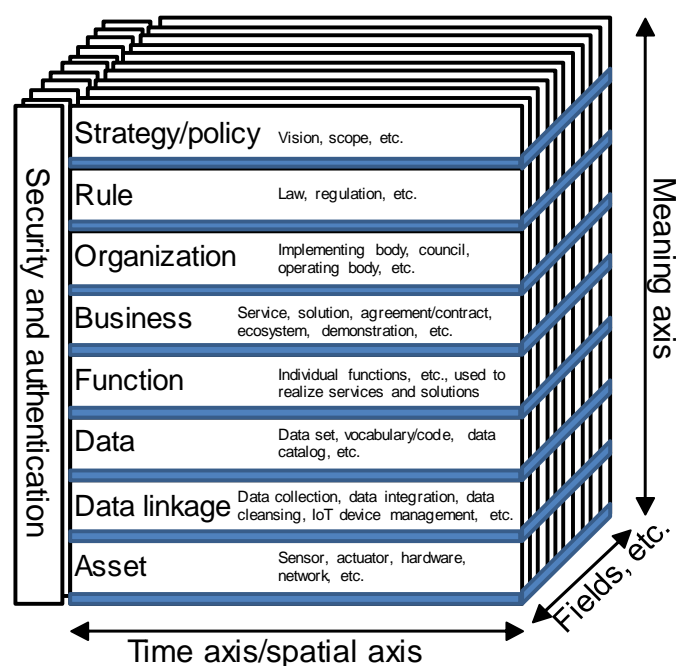 Security and authentication
Strategy/policy Vision, scope, etc.
Rule Law, regulation, etc.
Organization Implementing body, council,
operating body, etc.
Business Service, solution, agreement/contract,
ecosystem, demonstration, etc.
Function Individual functions, etc., used to
realize services and solutions
Data Data set, vocabulary/code, data
catalog, etc.
Data linkage Data collection, data integration, data
cleansing, IoT device management, etc.
Asset Sensor, actuator, hardware,
network, etc.
Meaning axis
Fields, etc.
Time axis/spatial axis